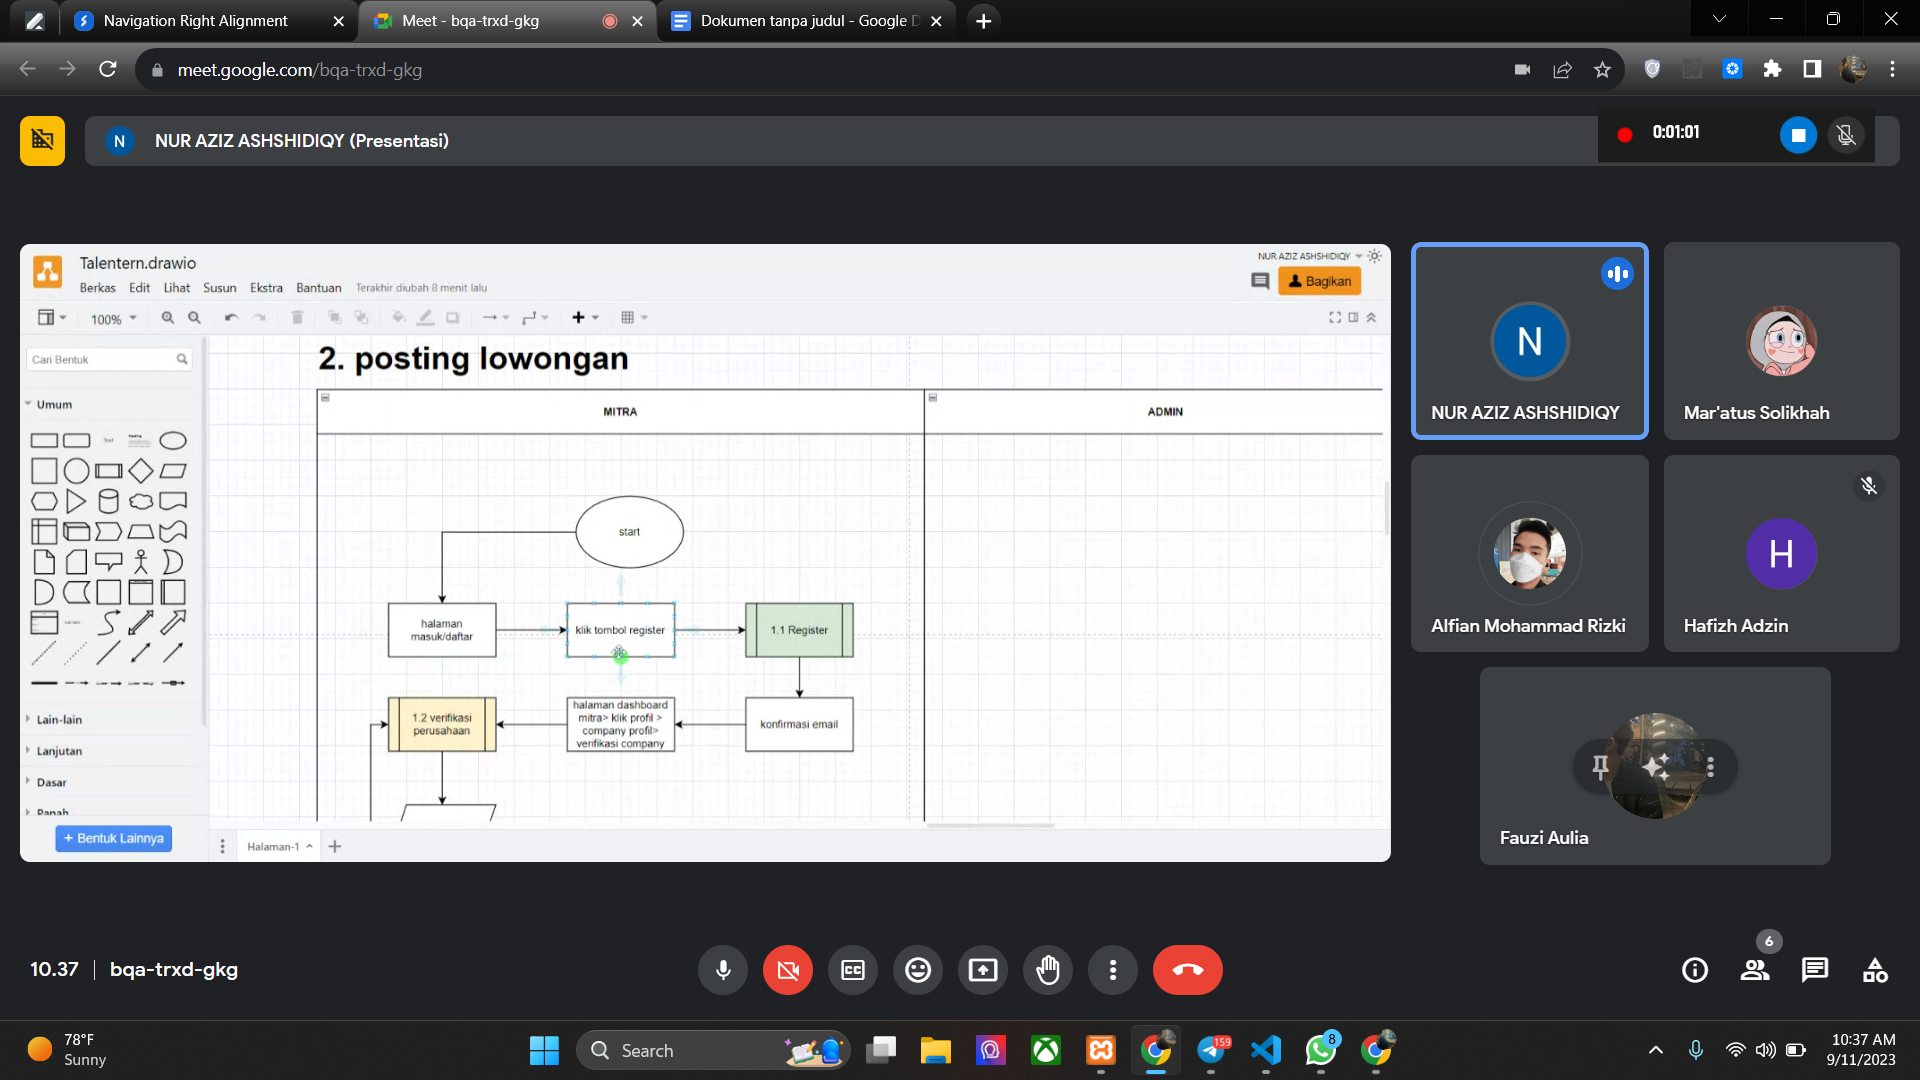 Navigation Right Alignment
Meet - bqa-trxd-gkg
Dokumen tanpa judul - Google D
meet.google.com/bqa-trxd-gkg
N
NUR AZIZ ASHSHIDIQY (Presentasi)
0:01:01
Talentern.drawio
NUR AZIZ ASHSHIDIQY
Berkas Edit Lihat Susun Ekstra Bantuan Terakhir diubah 8 menit lalu
Bagikan
100%
Cari Bentuk
Umum
Text
Lain-lain
Lanjutan
Dasar
Panah
+ Bentuk Lainnya
2. posting lowongan
MITRA
ADMIN
start
halaman
masuk/daftar
klik tombol register
1.1 Register
1.2 verifikasi
perusahaan
halaman dashboard
mitra> klik profil >
company profil>
verifikasi company
konfirmasi email
Halaman-1
N
NUR AZIZ ASHSHIDIQY
Mar'atus Solikhah
Alfian Mohammad Rizki
H
Hafizh Adzin
Fauzi Aulia
10.37
bqa-trxd-gkg
6
78°F
Sunny
Search
159
8
10:37 AM
9/11/2023